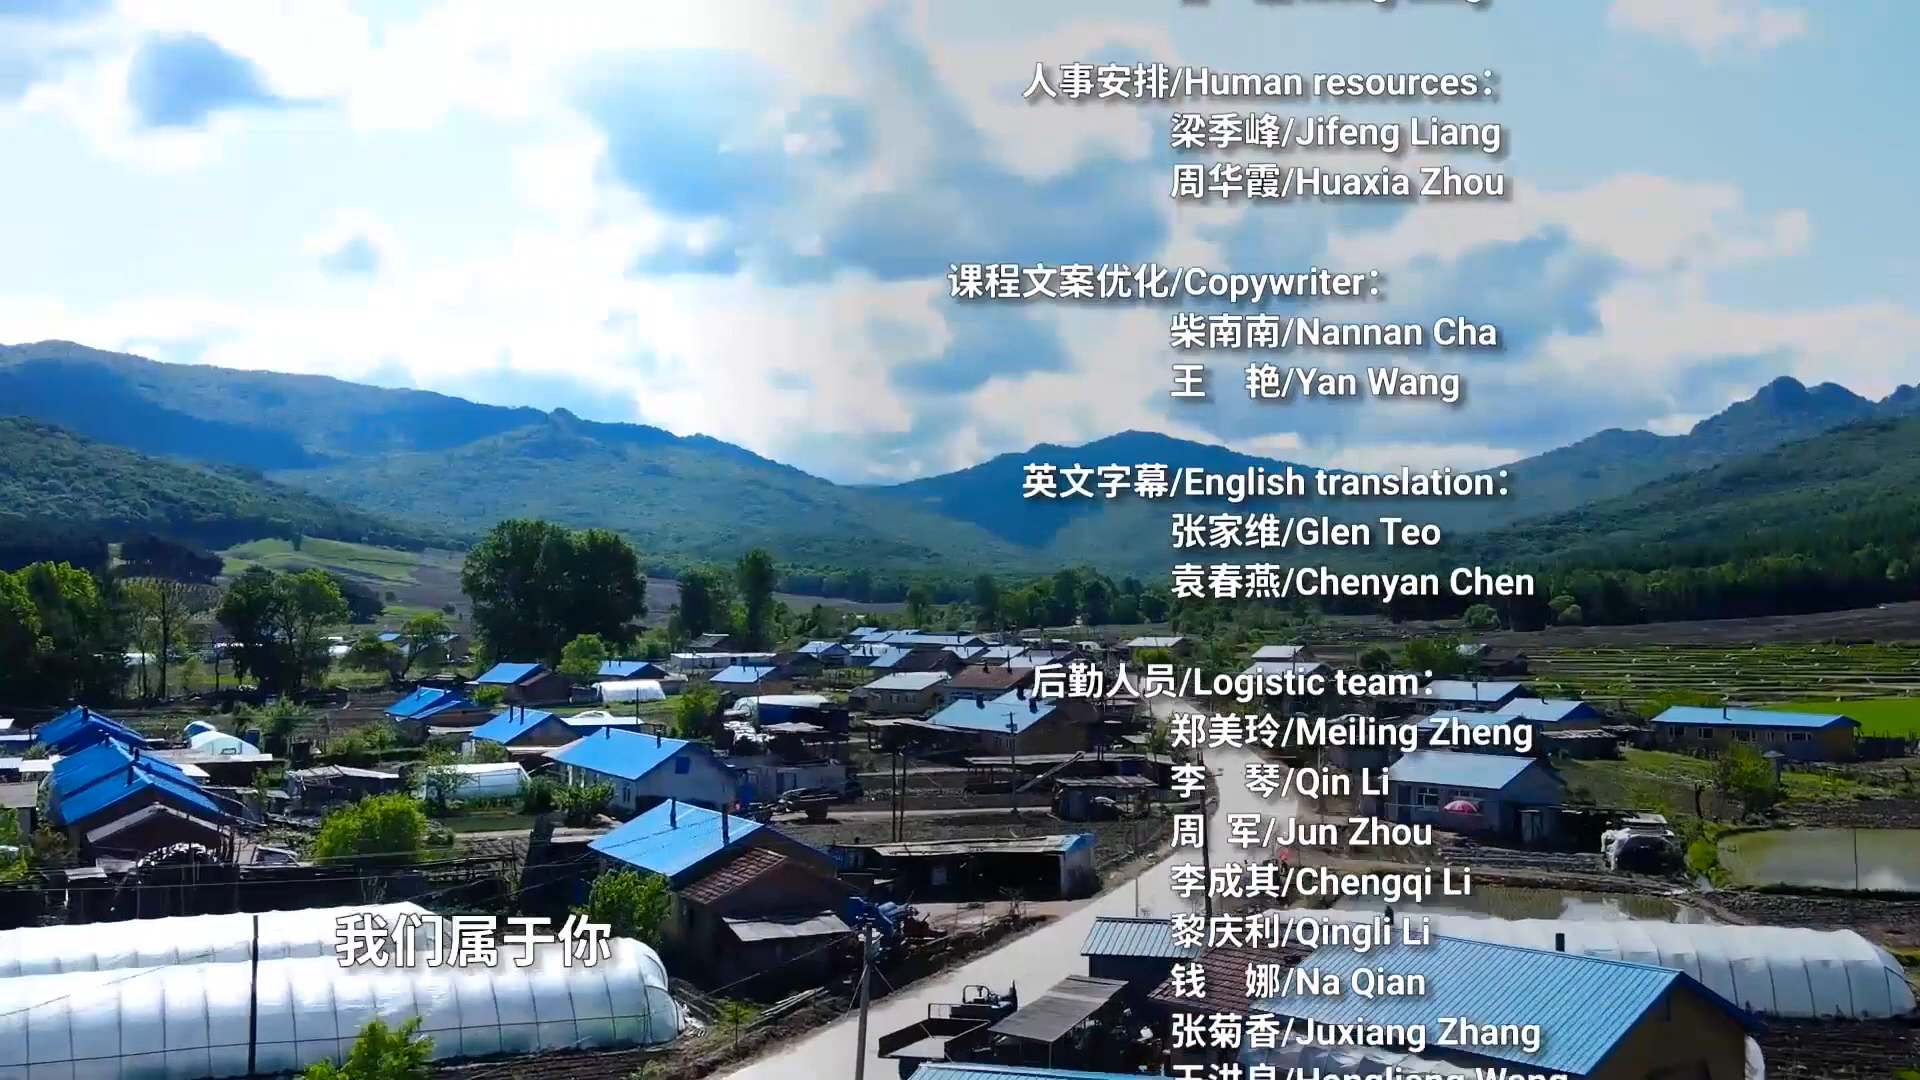 人事安排/Human resources：
梁季峰/Jifeng Liang
周华霞/Huaxia Zhou
课程文案优化/Copywriter：
柴南南/Nannan Cha
王　艳/Yan Wang
英文字幕/English translation：
张家维/Glen Teo
袁春燕/Chenyan Chen
后勤人员/Logistic team：
郑美玲/Meiling Zheng
李　琴/Qin Li
周  军/Jun Zhou
李成其/Chengqi Li
黎庆利/Qingli Li
我们属于你
钱　娜/Na Qian
张菊香/Juxiang Zhang